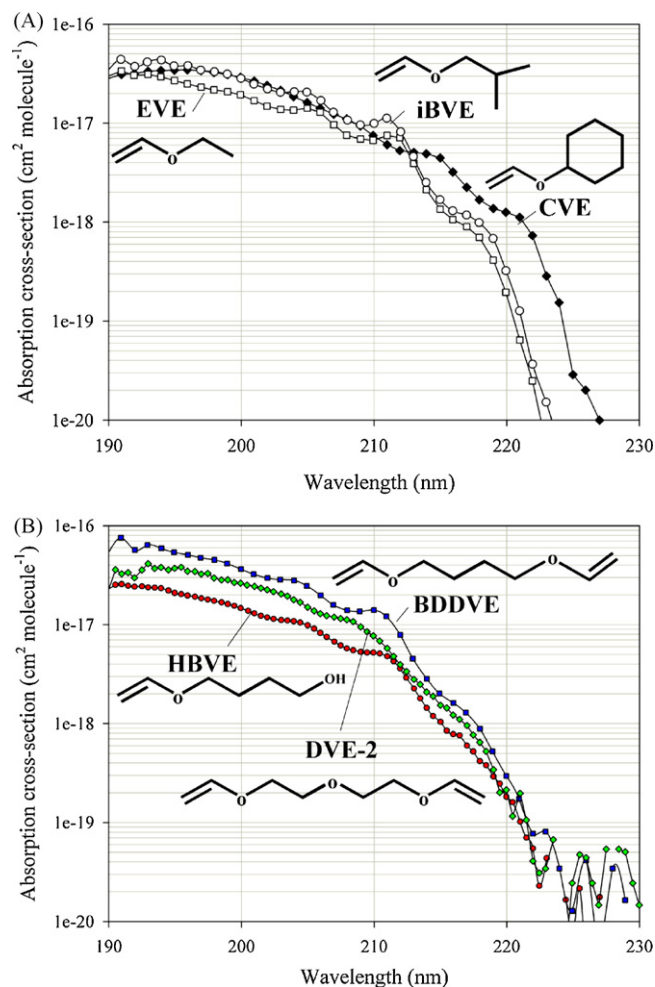 (A)
Absorption cross-section (cm² molecule⁻¹)
1e-16
1e-17
1e-18
1e-19
1e-20
EVE
iBVE
CVE
o
o
o
190 200 210 220 230
Wavelength (nm)
(B)
Absorption cross-section (cm² molecule⁻¹)
1e-16
1e-17
1e-18
1e-19
1e-20
o
o
BDDVE
HBVE
o
OH
DVE-2
o
o
o
190 200 210 220 230
Wavelength (nm)